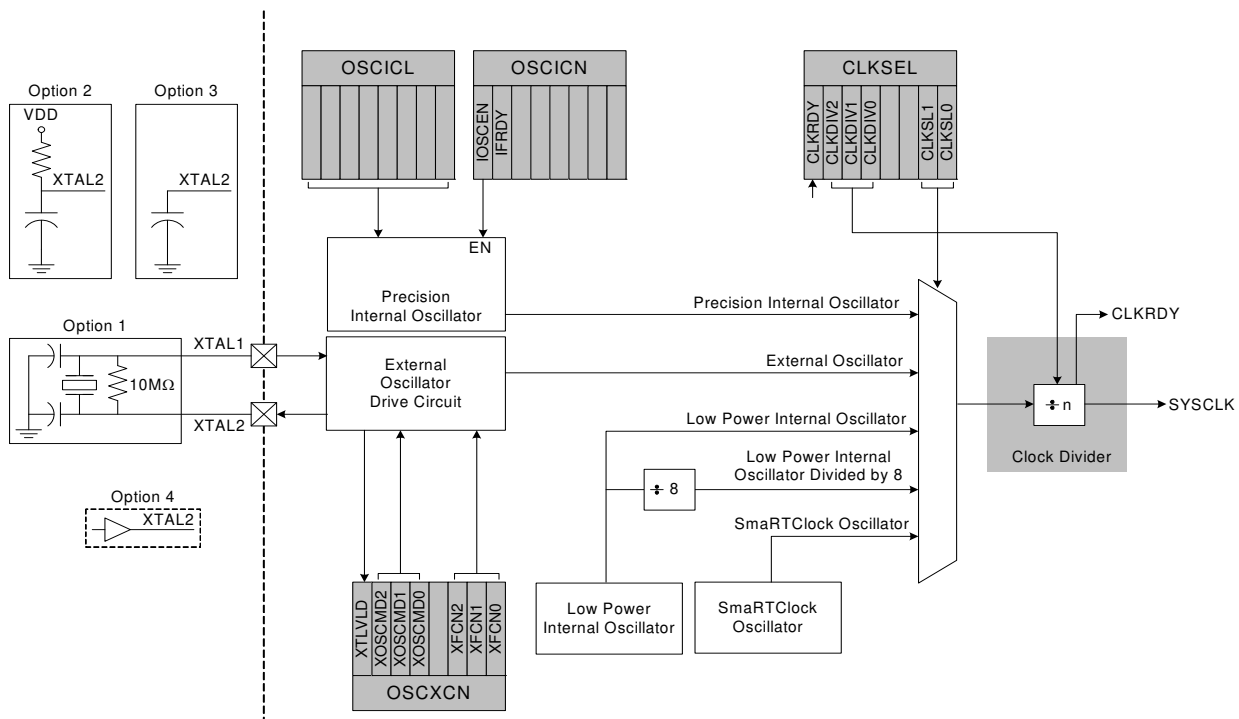 OSCICL
OSCICN
CLKSEL
IOSCEN
IFRDY
CLKRDY
CLKDIV2
CLKDIV1
CLKDIV0
CLKSL1
CLKSL0
Option 2
VDD
XTAL2
Option 3
XTAL2
EN
Precision
Internal Oscillator
Precision Internal Oscillator
CLKRDY
Option 1
10MΩ
XTAL1
XTAL2
External
Oscillator
Drive Circuit
External Oscillator
÷ n
SYSCLK
Clock Divider
Low Power Internal Oscillator
Low Power Internal
Oscillator Divided by 8
÷ 8
SmaRTClock Oscillator
Option 4
XTAL2
Low Power
Internal Oscillator
SmaRTClock
Oscillator
XTLVLD
XOSCMD2
XOSCMD1
XOSCMD0
XFCN2
XFCN1
XFCN0
OSCXCN